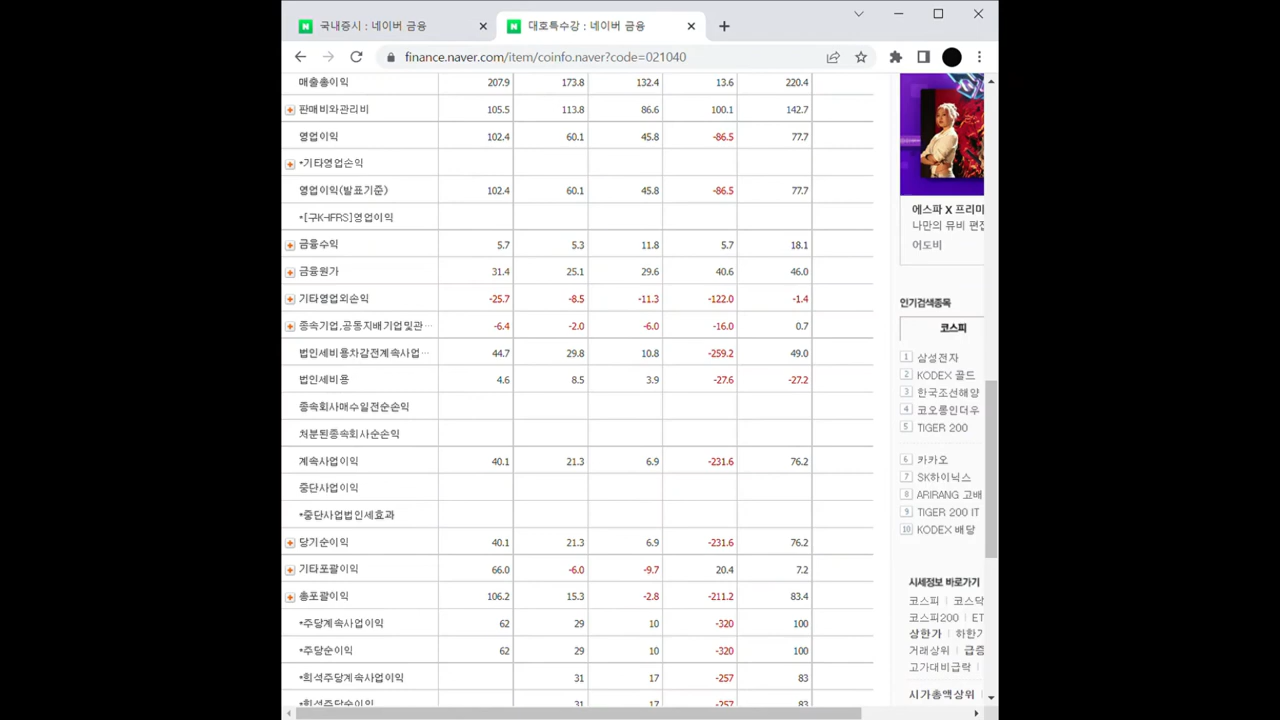 국내증시 : 네이버 금융
대호특수강 : 네이버 금융
finance.naver.com/item/coinfo.naver?code=021040
매출총이익 207.9 173.8 132.4 13.6 220.4
판매비와관리비 105.5 113.8 86.6 100.1 142.7
영업이익 102.4 60.1 45.8 -86.5 77.7
*기타영업손익
영업이익(발표기준) 102.4 60.1 45.8 -86.5 77.7
*[구K-IFRS]영업이익
금융수익 5.7 5.3 11.8 5.7 18.1
금융원가 31.4 25.1 29.6 40.6 46.0
기타영업외손익 -25.7 -8.5 -11.3 -122.0 -1.4
종속기업,공동지배기업및관… -6.4 -2.0 -6.0 -16.0 0.7
법인세비용차감전계속사업… 44.7 29.8 10.8 -259.2 49.0
법인세비용 4.6 8.5 3.9 -27.6 -27.2
종속회사매수일전순손익
처분된종속회사순손익
계속사업이익 40.1 21.3 6.9 -231.6 76.2
중단사업이익
*중단사업법인세효과
당기순이익 40.1 21.3 6.9 -231.6 76.2
기타포괄이익 66.0 -6.0 -9.7 20.4 7.2
총포괄이익 106.2 15.3 -2.8 -211.2 83.4
*주당계속사업이익 62 29 10 -320 100
*주당순이익 62 29 10 -320 100
*희석주당계속사업이익 31 17 -257 83
*희석주당순이익 31 17 -257 83
에스파 X 프리미
나만의 뮤비 편집
어도비
인기검색종목
코스피
1 삼성전자
2 KODEX 골드
3 한국조선해양
4 코오롱인더우
5 TIGER 200
6 카카오
7 SK하이닉스
8 ARIRANG 고배
9 TIGER 200 IT
10 KODEX 배당
시세정보 바로가기
코스피 코스닥
코스피200 ET
상한가 하한가
거래상위 급증
고가대비급락
시가총액상위